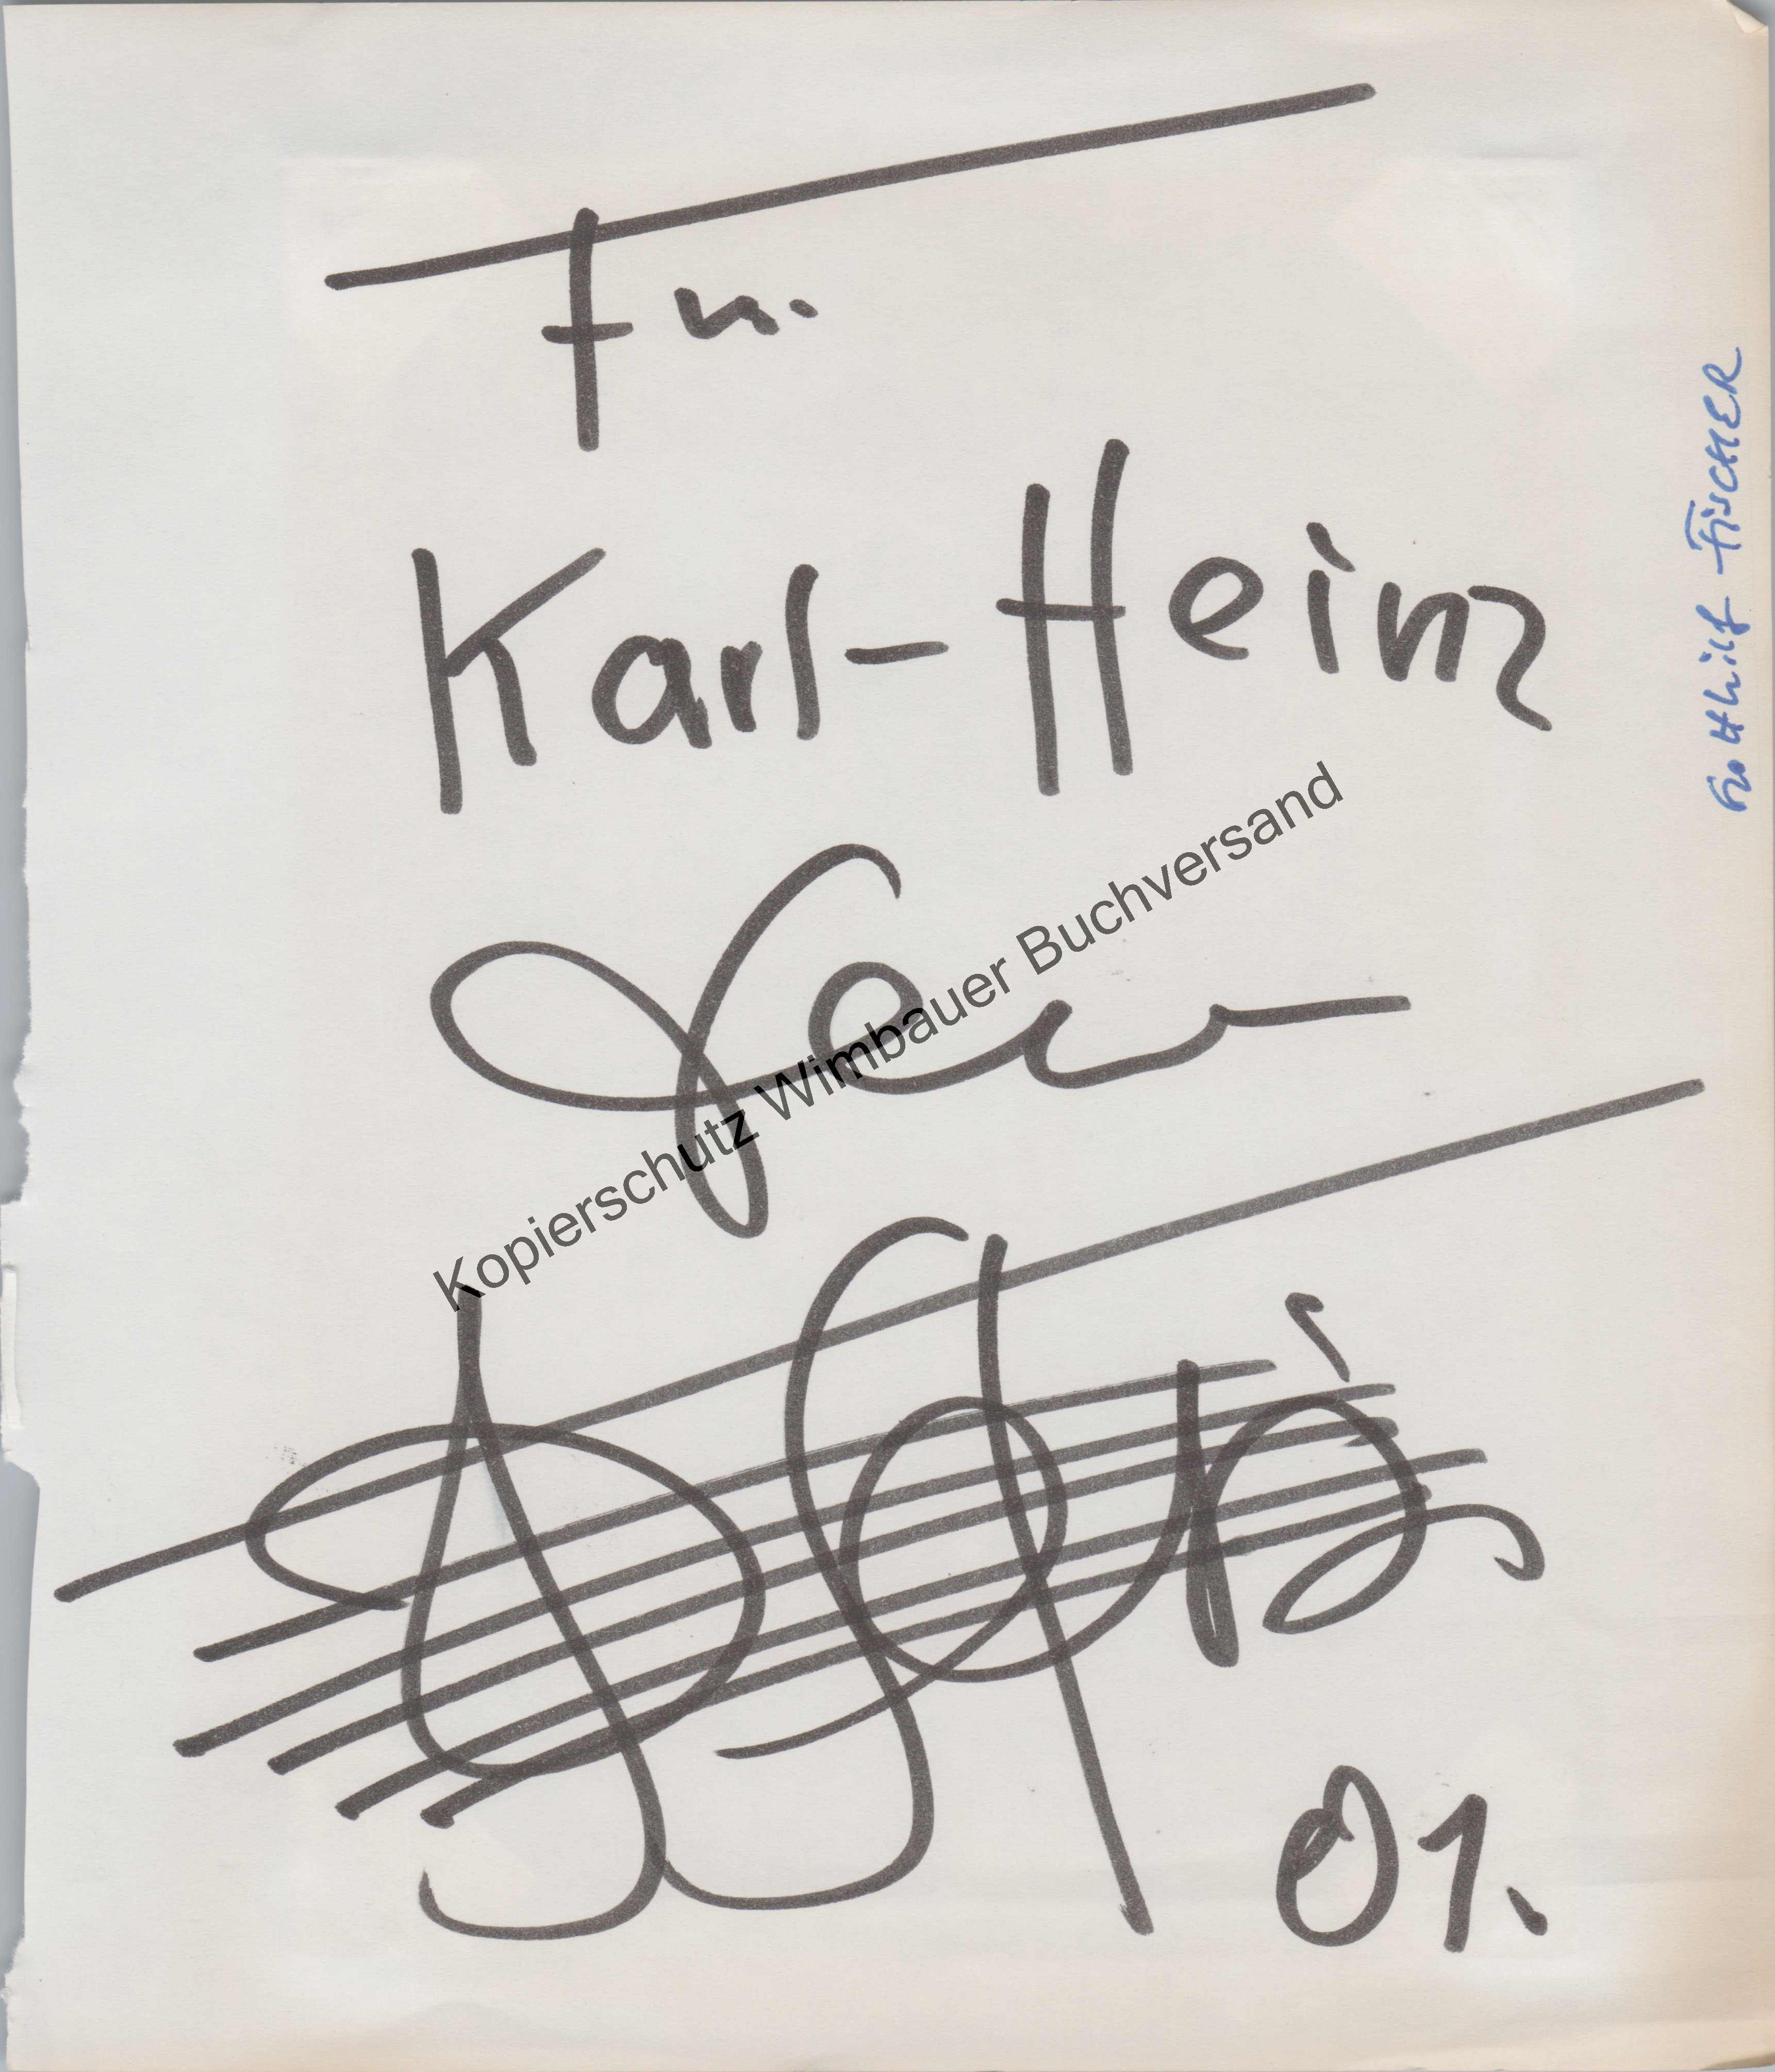 Für
Karl-Heinz
Kopierschutz Wimbauer Buchversand
01.
Gotthilf Fischer